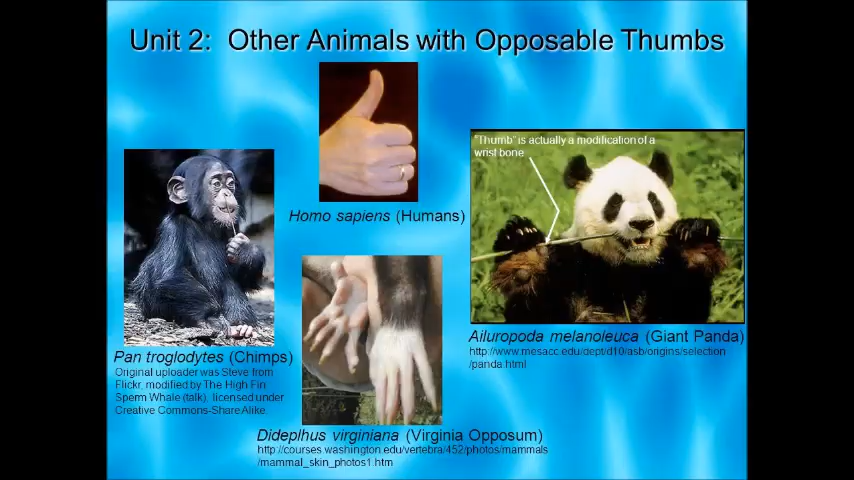 Unit 2: Other Animals with Opposable Thumbs
"Thumb" is actually a modification of a
wrist bone
Homo sapiens (Humans)
Ailuropoda melanoleuca (Giant Panda)
http://www.mesacc.edu/dept/d10/asb/origins/selection
/panda.html
Pan troglodytes (Chimps)
Original uploader was Steve from
Flickr, modified by The High Fin
Sperm Whale (talk), licensed under
Creative Commons-Share Alike.
Dideplhus virginiana (Virginia Opposum)
http://courses.washington.edu/vertebra/452/photos/mammals
/mammal_skin_photos1.htm